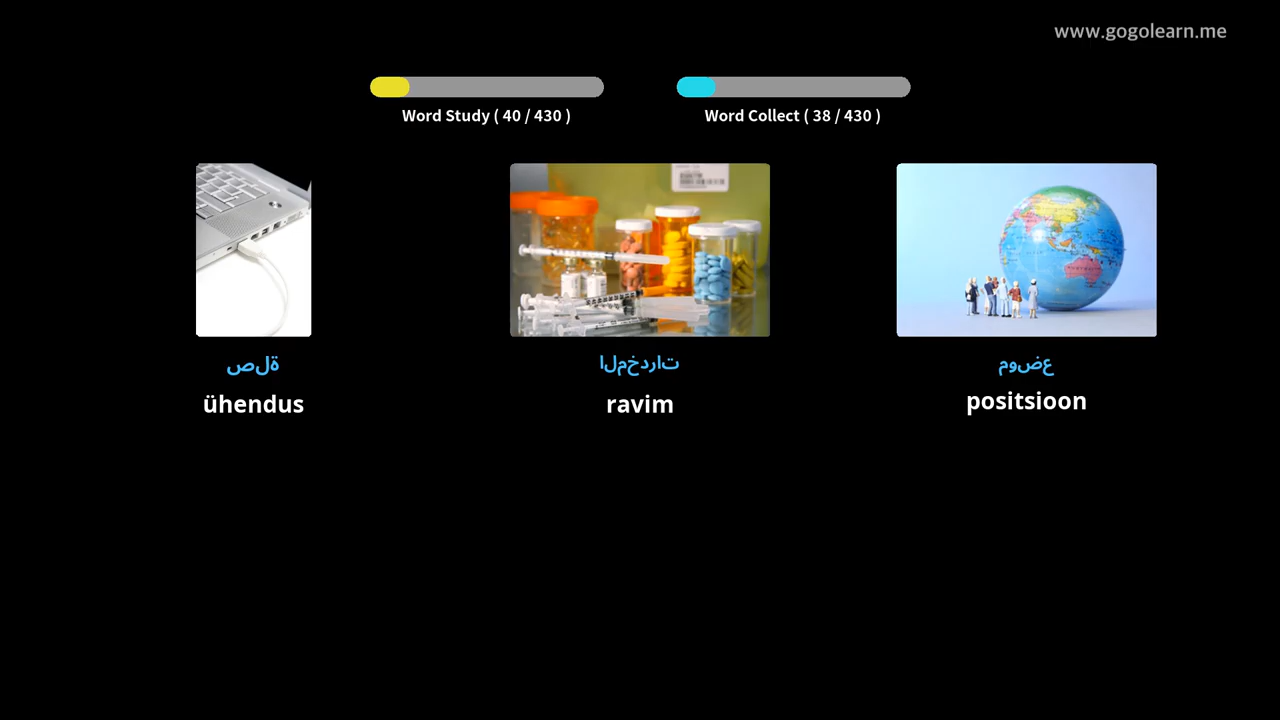 www.gogolearn.me
Word Study ( 40 / 430 )
Word Collect ( 38 / 430 )
صلة
المخدرات
موضع
ühendus
ravim
positsioon